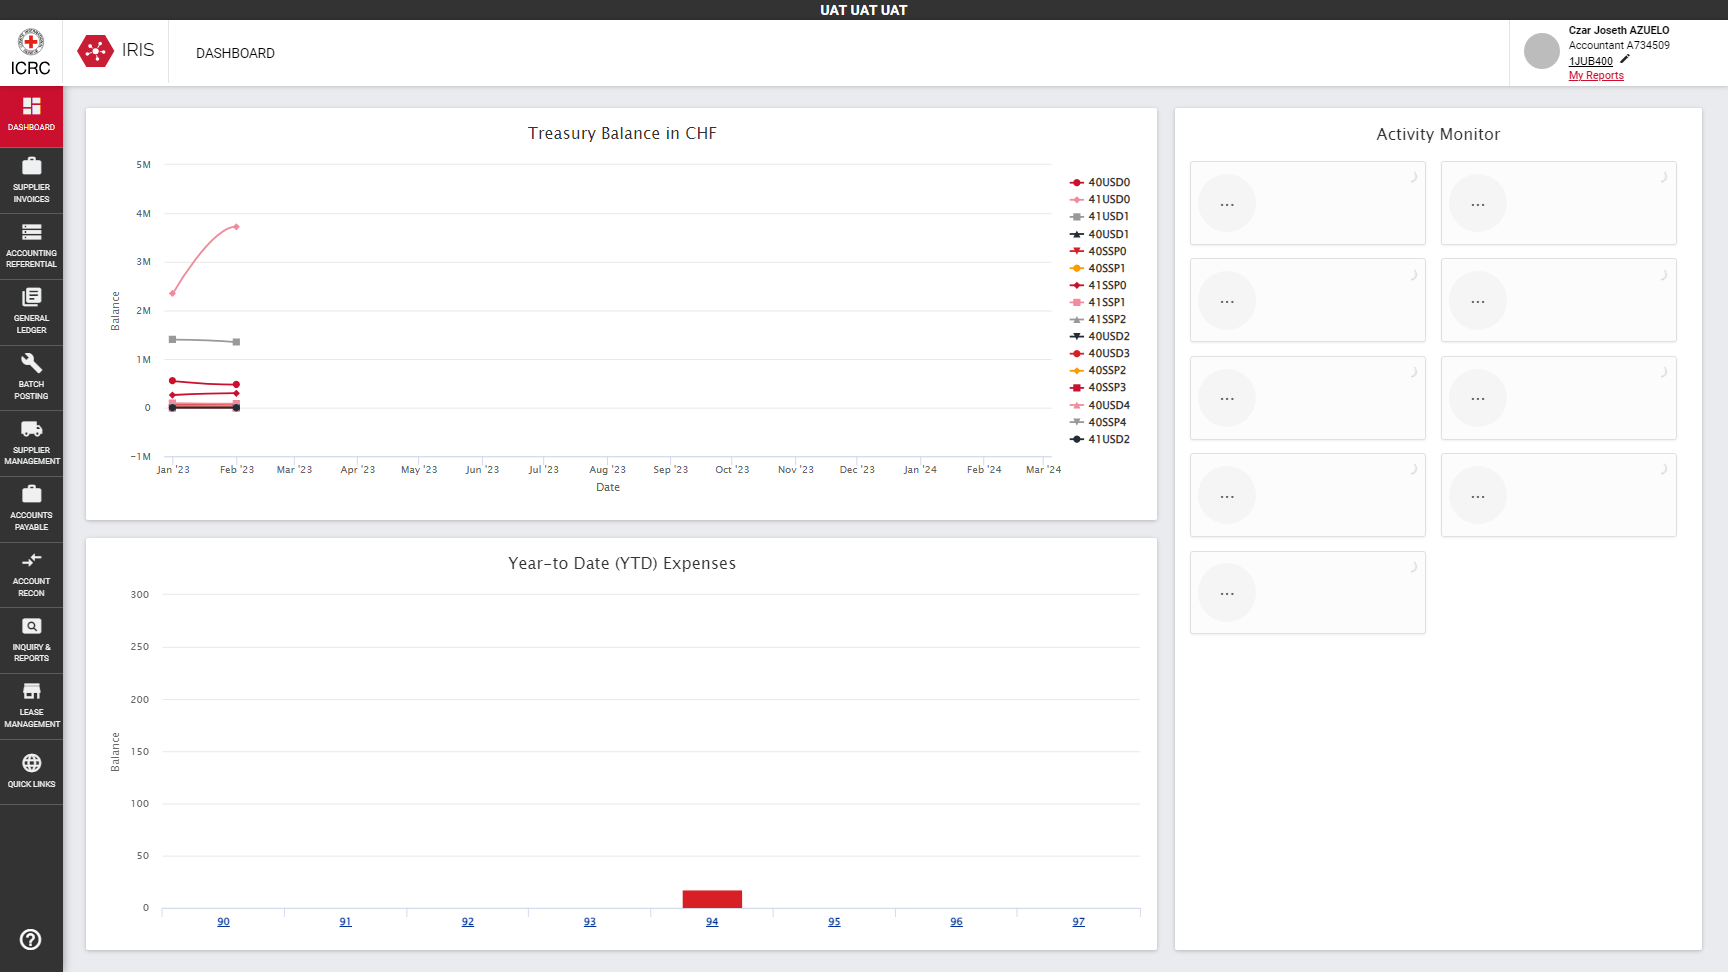 UAT UAT UAT
ICRC
IRIS
DASHBOARD
Czar Joseth AZUELO
Accountant A734509
1JUB400
My Reports
DASHBOARD
SUPPLIER
INVOICES
ACCOUNTING
REFERENTIAL
GENERAL
LEDGER
BATCH
POSTING
SUPPLIER
MANAGEMENT
ACCOUNTS
PAYABLE
ACCOUNT
RECON
INQUIRY &
REPORTS
LEASE
MANAGEMENT
QUICK LINKS
Treasury Balance in CHF
5M
4M
3M
2M
1M
0
-1M
Balance
Jan '23
Feb '23
Mar '23
Apr '23
May '23
Jun '23
Jul '23
Aug '23
Sep '23
Oct '23
Nov '23
Dec '23
Jan '24
Feb '24
Mar '24
Date
40USD0
41USD0
41USD1
40USD1
40SSP0
40SSP1
41SSP0
41SSP1
41SSP2
40USD2
40USD3
40SSP2
40SSP3
40USD4
40SSP4
41USD2
Year-to Date (YTD) Expenses
300
250
200
150
100
50
0
Balance
90
91
92
93
94
95
96
97
Activity Monitor
...
...
...
...
...
...
...
...
...